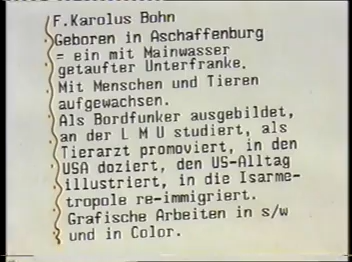 F.Karolus Bohn
Geboren in Aschaffenburg
= ein mit Mainwasser
getaufter Unterfranke.
Mit Menschen und Tieren
aufgewachsen.
Als Bordfunker ausgebildet,
an der L M U studiert, als
Tierarzt promoviert, in den
USA doziert, den US-Alltag
illustriert, in die Isarme-
tropole re-immigriert.
Grafische Arbeiten in s/w
und in Color.